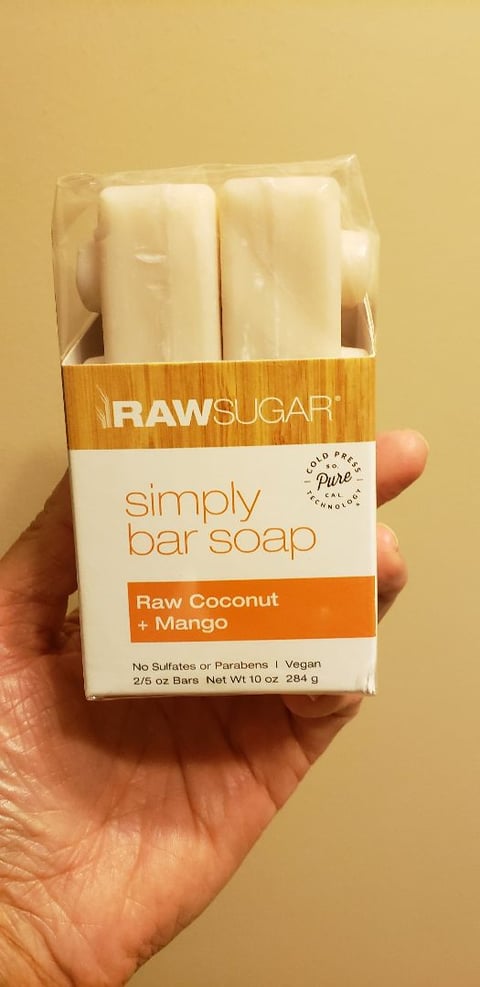 RAWSUGAR®
COLD PRESS
SO.
Pure
CAL.
TECHNOLOGY
simply
bar soap
Raw Coconut
+ Mango
No Sulfates or Parabens | Vegan
2/5 oz Bars Net Wt 10 oz 284 g